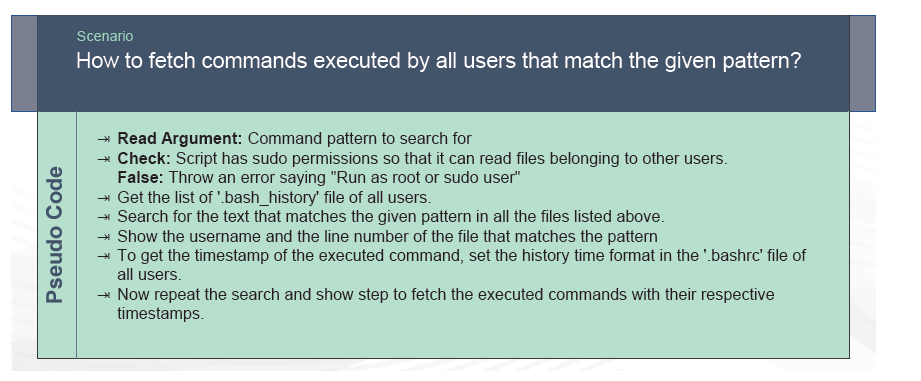 Scenario
How to fetch commands executed by all users that match the given pattern?
Pseudo Code
⇥ Read Argument: Command pattern to search for
⇥ Check: Script has sudo permissions so that it can read files belonging to other users.
False: Throw an error saying "Run as root or sudo user"
⇥ Get the list of '.bash_history' file of all users.
⇥ Search for the text that matches the given pattern in all the files listed above.
⇥ Show the username and the line number of the file that matches the pattern
⇥ To get the timestamp of the executed command, set the history time format in the '.bashrc' file of
all users.
⇥ Now repeat the search and show step to fetch the executed commands with their respective
timestamps.